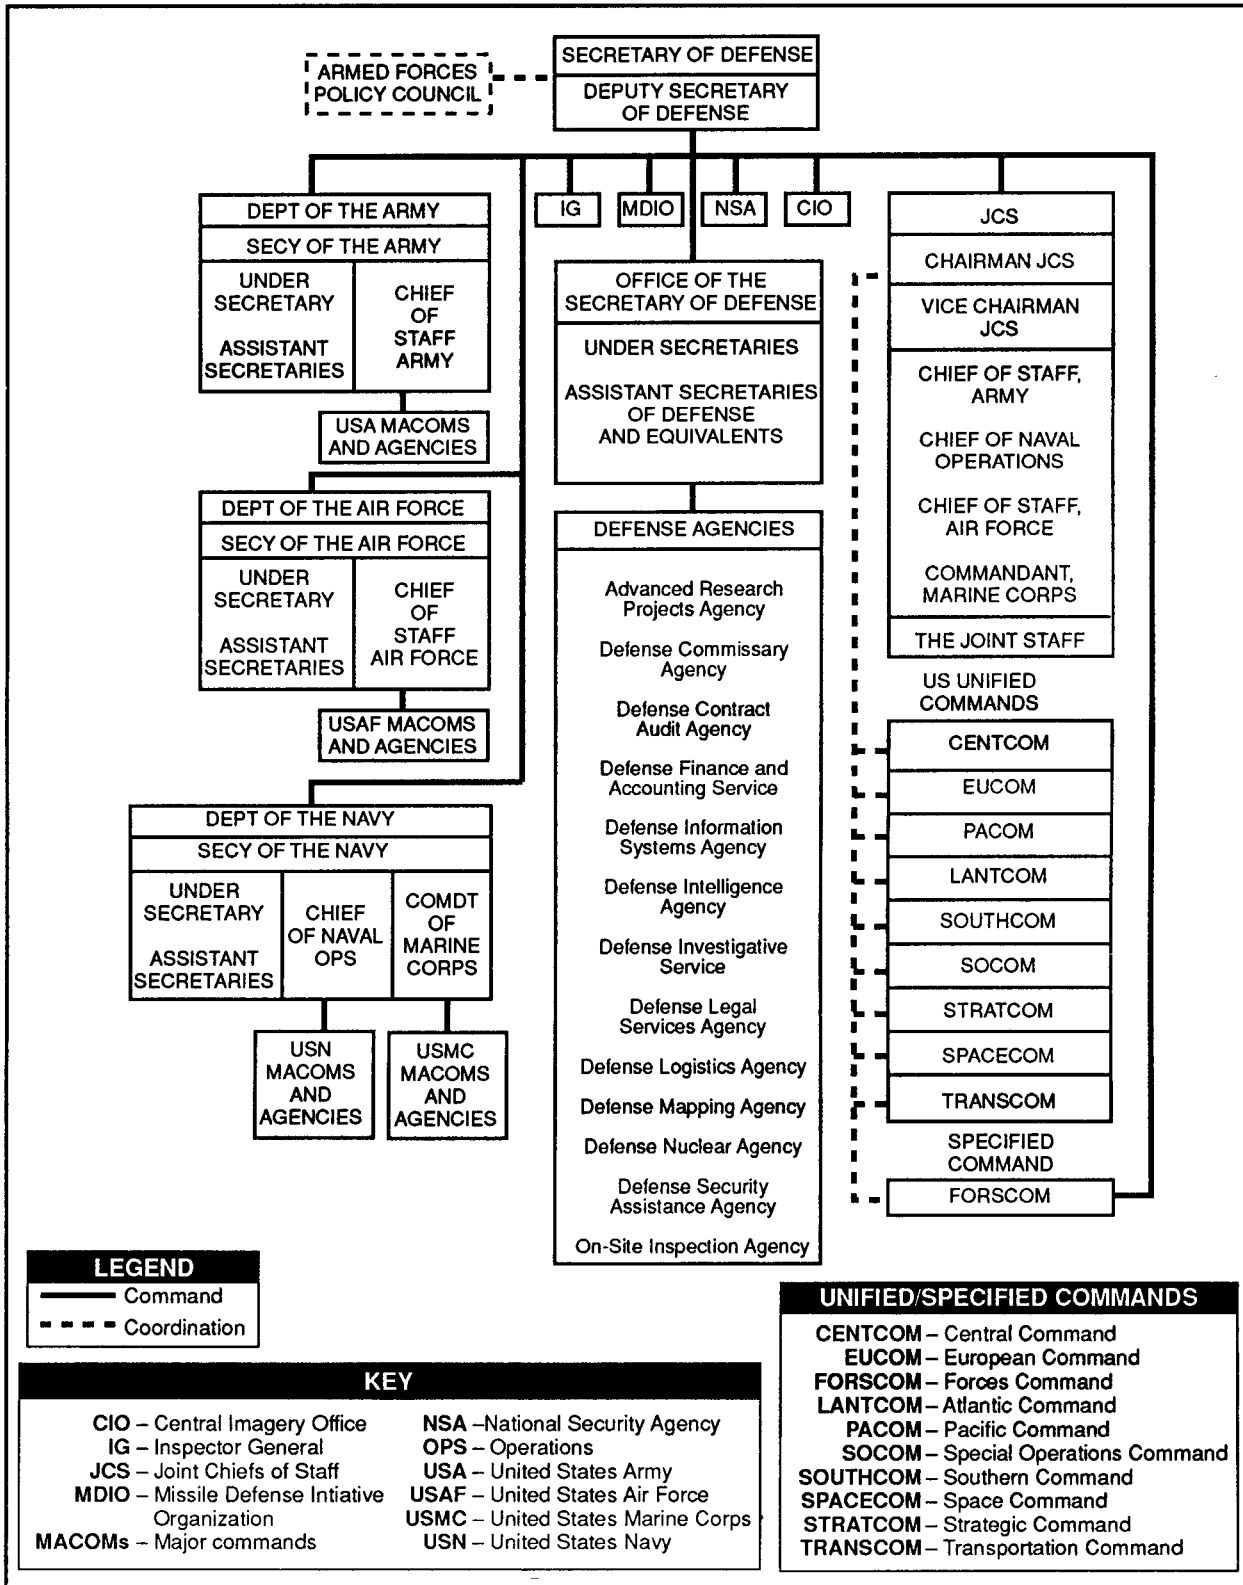 SECRETARY OF DEFENSE
DEPUTY SECRETARY
OF DEFENSE
ARMED FORCES
POLICY COUNCIL
DEPT OF THE ARMY
SECY OF THE ARMY
UNDER
SECRETARY
ASSISTANT
SECRETARIES
CHIEF
OF
STAFF
ARMY
USA MACOMS
AND AGENCIES
DEPT OF THE AIR FORCE
SECY OF THE AIR FORCE
UNDER
SECRETARY
ASSISTANT
SECRETARIES
CHIEF
OF
STAFF
AIR FORCE
USAF MACOMS
AND AGENCIES
DEPT OF THE NAVY
SECY OF THE NAVY
UNDER
SECRETARY
ASSISTANT
SECRETARIES
CHIEF
OF NAVAL
OPS
COMDT
OF
MARINE
CORPS
USN
MACOMS
AND
AGENCIES
USMC
MACOMS
AND
AGENCIES
IG
MDIO
NSA
CIO
OFFICE OF THE
SECRETARY OF DEFENSE
UNDER SECRETARIES
ASSISTANT SECRETARIES
OF DEFENSE
AND EQUIVALENTS
DEFENSE AGENCIES
Advanced Research
Projects Agency
Defense Commissary
Agency
Defense Contract
Audit Agency
Defense Finance and
Accounting Service
Defense Information
Systems Agency
Defense Intelligence
Agency
Defense Investigative
Service
Defense Legal
Services Agency
Defense Logistics Agency
Defense Mapping Agency
Defense Nuclear Agency
Defense Security
Assistance Agency
On-Site Inspection Agency
JCS
CHAIRMAN JCS
VICE CHAIRMAN
JCS
CHIEF OF STAFF,
ARMY
CHIEF OF NAVAL
OPERATIONS
CHIEF OF STAFF,
AIR FORCE
COMMANDANT,
MARINE CORPS
THE JOINT STAFF
US UNIFIED
COMMANDS
CENTCOM
EUCOM
PACOM
LANTCOM
SOUTHCOM
SOCOM
STRATCOM
SPACECOM
TRANSCOM
SPECIFIED
COMMAND
FORSCOM
LEGEND
Command
Coordination
KEY
CIO – Central Imagery Office
IG – Inspector General
JCS – Joint Chiefs of Staff
MDIO – Missile Defense Intiative
Organization
MACOMs – Major commands
NSA –National Security Agency
OPS – Operations
USA – United States Army
USAF – United States Air Force
USMC – United States Marine Corps
USN – United States Navy
UNIFIED/SPECIFIED COMMANDS
CENTCOM – Central Command
EUCOM – European Command
FORSCOM – Forces Command
LANTCOM – Atlantic Command
PACOM – Pacific Command
SOCOM – Special Operations Command
SOUTHCOM – Southern Command
SPACECOM – Space Command
STRATCOM – Strategic Command
TRANSCOM – Transportation Command